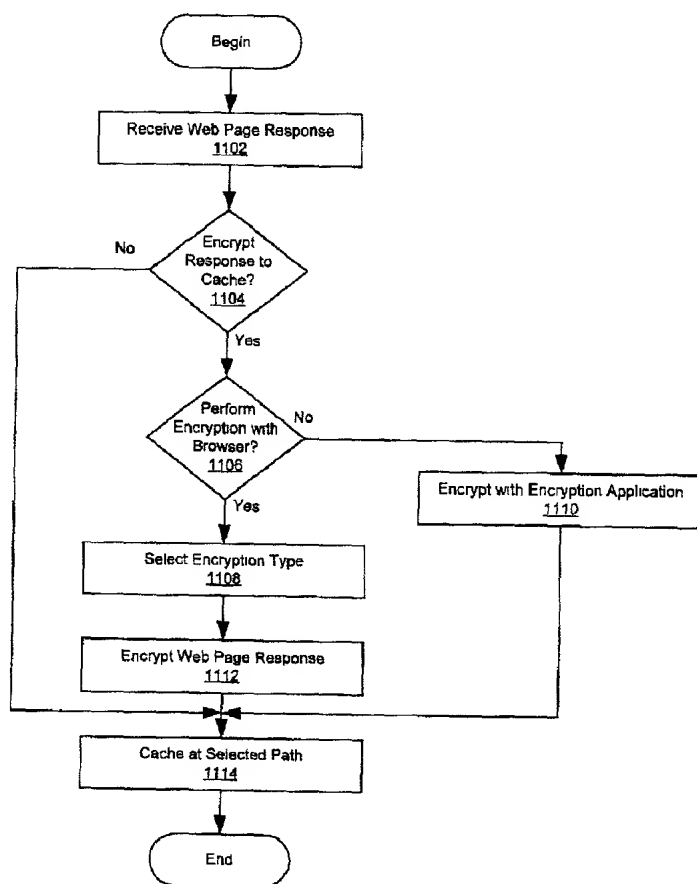 Begin
Receive Web Page Response
1102
No
Encrypt
Response to
Cache?
1104
Yes
Perform
Encryption with
Browser?
1106
No
Encrypt with Encryption Application
1110
Yes
Select Encryption Type
1108
Encrypt Web Page Response
1112
Cache at Selected Path
1114
End